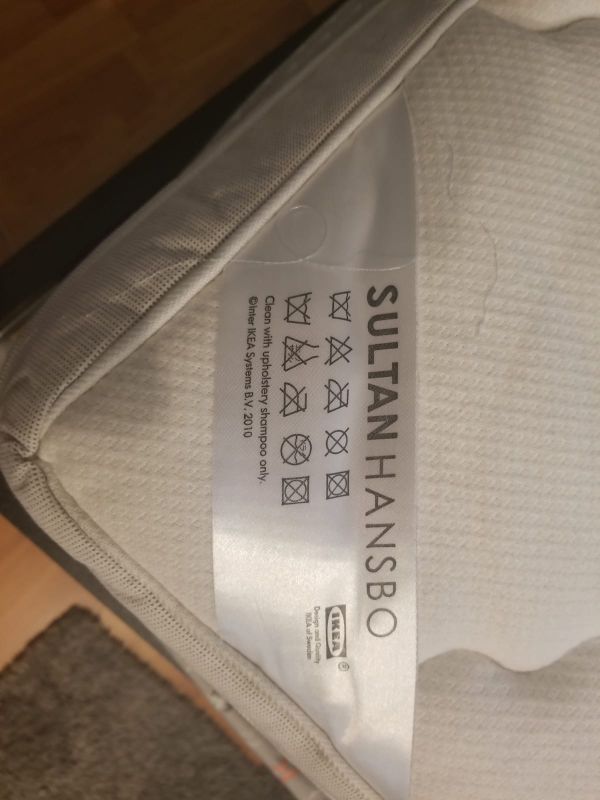 SULTAN HANSBO
Clean with upholstery shampoo only.
©Inter IKEA Systems B.V. 2010
IKEA®
Design and Quality
IKEA of Sweden